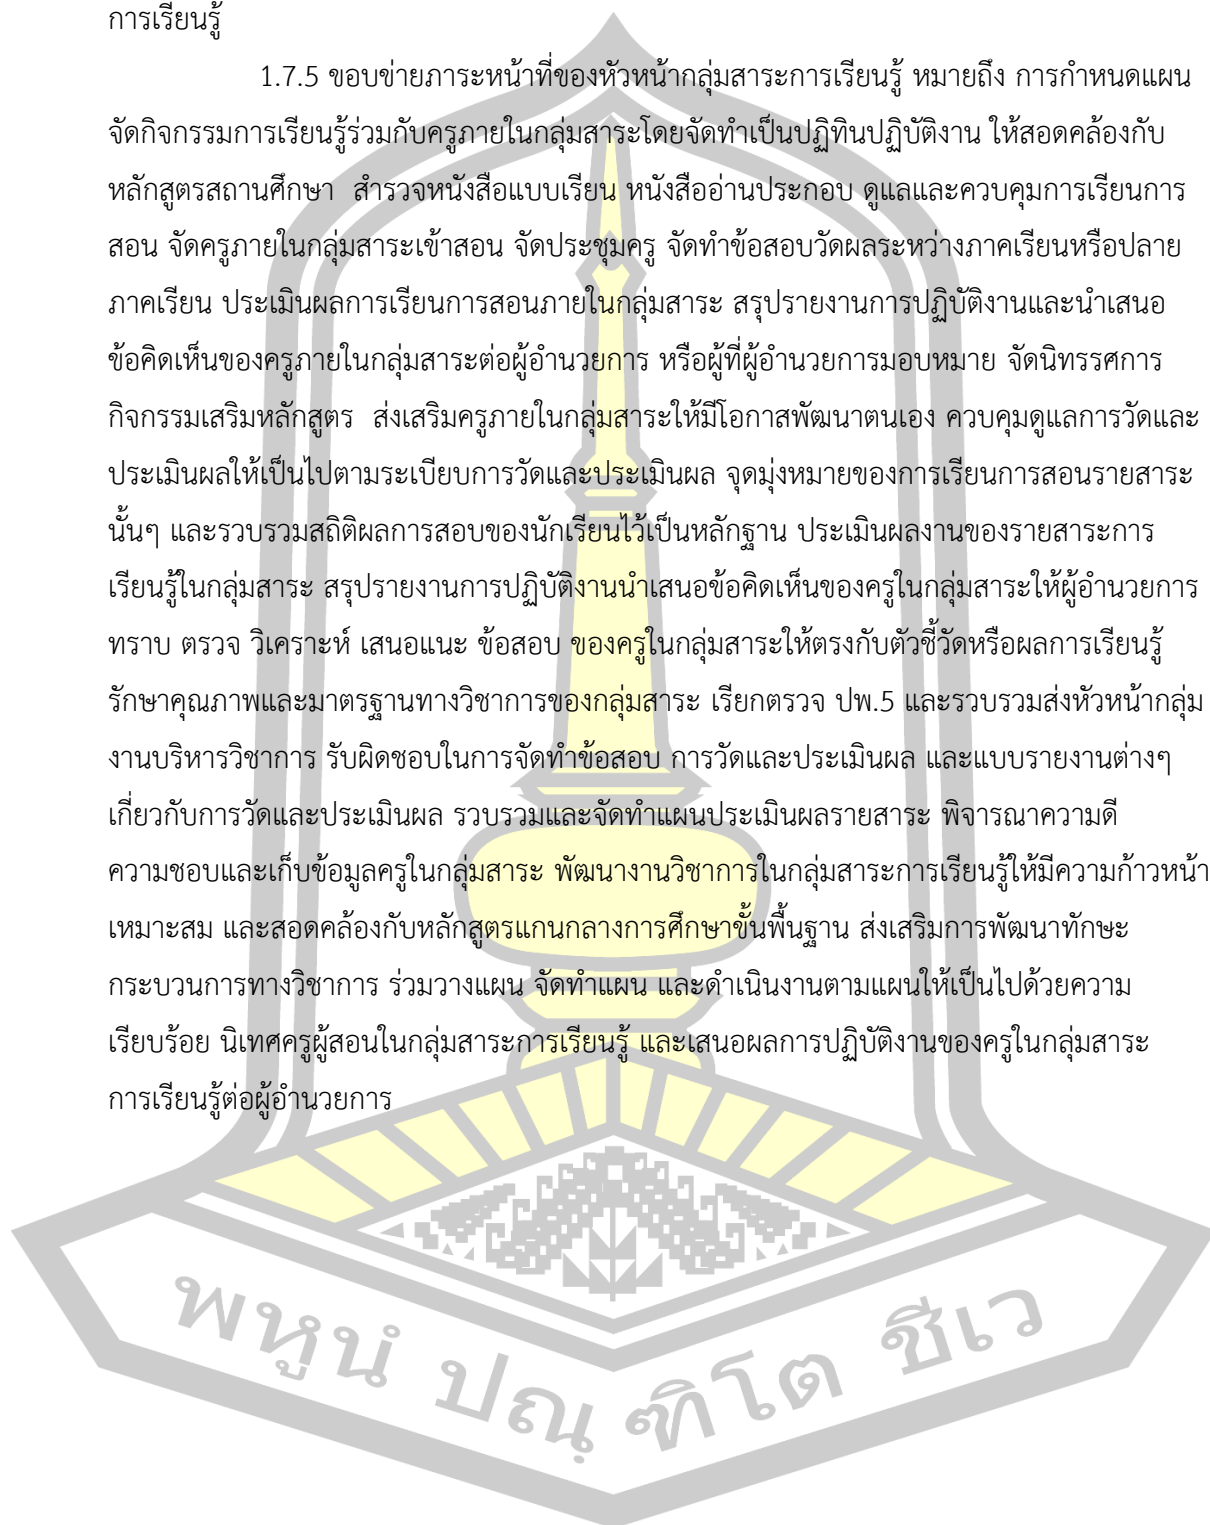 การเรียนรู้
1.7.5 ขอบข่ายภาระหน้าที่ของหัวหน้ากลุ่มสาระการเรียนรู้ หมายถึง การกำหนดแผน
จัดกิจกรรมการเรียนรู้ร่วมกับครูภายในกลุ่มสาระโดยจัดทำเป็นปฏิทินปฏิบัติงาน ให้สอดคล้องกับ
หลักสูตรสถานศึกษา สำรวจหนังสือแบบเรียน หนังสืออ่านประกอบ ดูแลและควบคุมการเรียนการ
สอน จัดครูภายในกลุ่มสาระเข้าสอน จัดประชุมครู จัดทำข้อสอบวัดผลระหว่างภาคเรียนหรือปลาย
ภาคเรียน ประเมินผลการเรียนการสอนภายในกลุ่มสาระ สรุปรายงานการปฏิบัติงานและนำเสนอ
ข้อคิดเห็นของครูภายในกลุ่มสาระต่อผู้อำนวยการ หรือผู้ที่ผู้อำนวยการมอบหมาย จัดนิทรรศการ
กิจกรรมเสริมหลักสูตร ส่งเสริมครูภายในกลุ่มสาระให้มีโอกาสพัฒนาตนเอง ควบคุมดูแลการวัดและ
ประเมินผลให้เป็นไปตามระเบียบการวัดและประเมินผล จุดมุ่งหมายของการเรียนการสอนรายสาระ
นั้นๆ และรวบรวมสถิติผลการสอบของนักเรียนไว้เป็นหลักฐาน ประเมินผลงานของรายสาระการ
เรียนรู้ในกลุ่มสาระ สรุปรายงานการปฏิบัติงานนำเสนอข้อคิดเห็นของครูในกลุ่มสาระให้ผู้อำนวยการ
ทราบ ตรวจ วิเคราะห์ เสนอแนะ ข้อสอบ ของครูในกลุ่มสาระให้ตรงกับตัวชี้วัดหรือผลการเรียนรู้
รักษาคุณภาพและมาตรฐานทางวิชาการของกลุ่มสาระ เรียกตรวจ ปพ.5 และรวบรวมส่งหัวหน้ากลุ่ม
งานบริหารวิชาการ รับผิดชอบในการจัดทำข้อสอบ การวัดและประเมินผล และแบบรายงานต่างๆ
เกี่ยวกับการวัดและประเมินผล รวบรวมและจัดทำแผนประเมินผลรายสาระ พิจารณาความดี
ความชอบและเก็บข้อมูลครูในกลุ่มสาระ พัฒนางานวิชาการในกลุ่มสาระการเรียนรู้ให้มีความก้าวหน้า
เหมาะสม และสอดคล้องกับหลักสูตรแกนกลางการศึกษาขั้นพื้นฐาน ส่งเสริมการพัฒนาทักษะ
กระบวนการทางวิชาการ ร่วมวางแผน จัดทำแผน และดำเนินงานตามแผนให้เป็นไปด้วยความ
เรียบร้อย นิเทศครูผู้สอนในกลุ่มสาระการเรียนรู้ และเสนอผลการปฏิบัติงานของครูในกลุ่มสาระ
การเรียนรู้ต่อผู้อำนวยการ
พหูนํ ปณฺ ฑิโต ชีเว